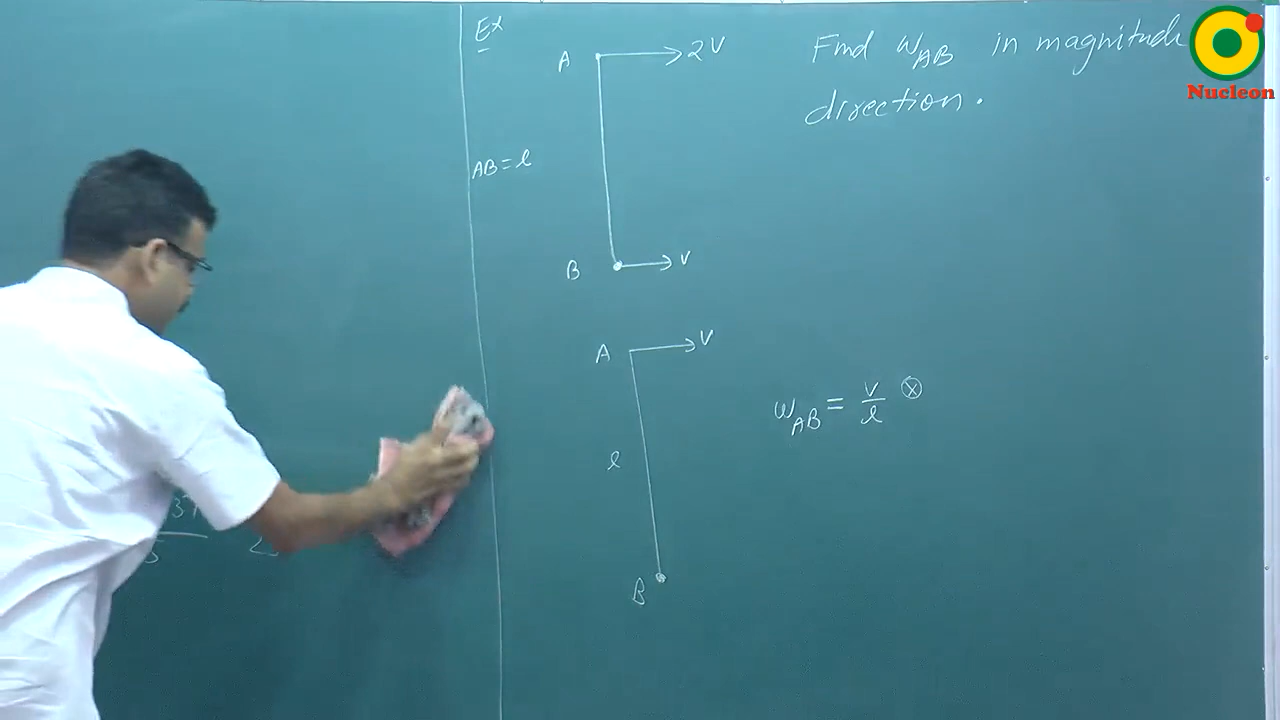 Ex
A
2V
Find ω_AB in magnitude
direction.
AB = l
B
V
A
V
ω_AB = V/l ⊗
l
B
Nucleon